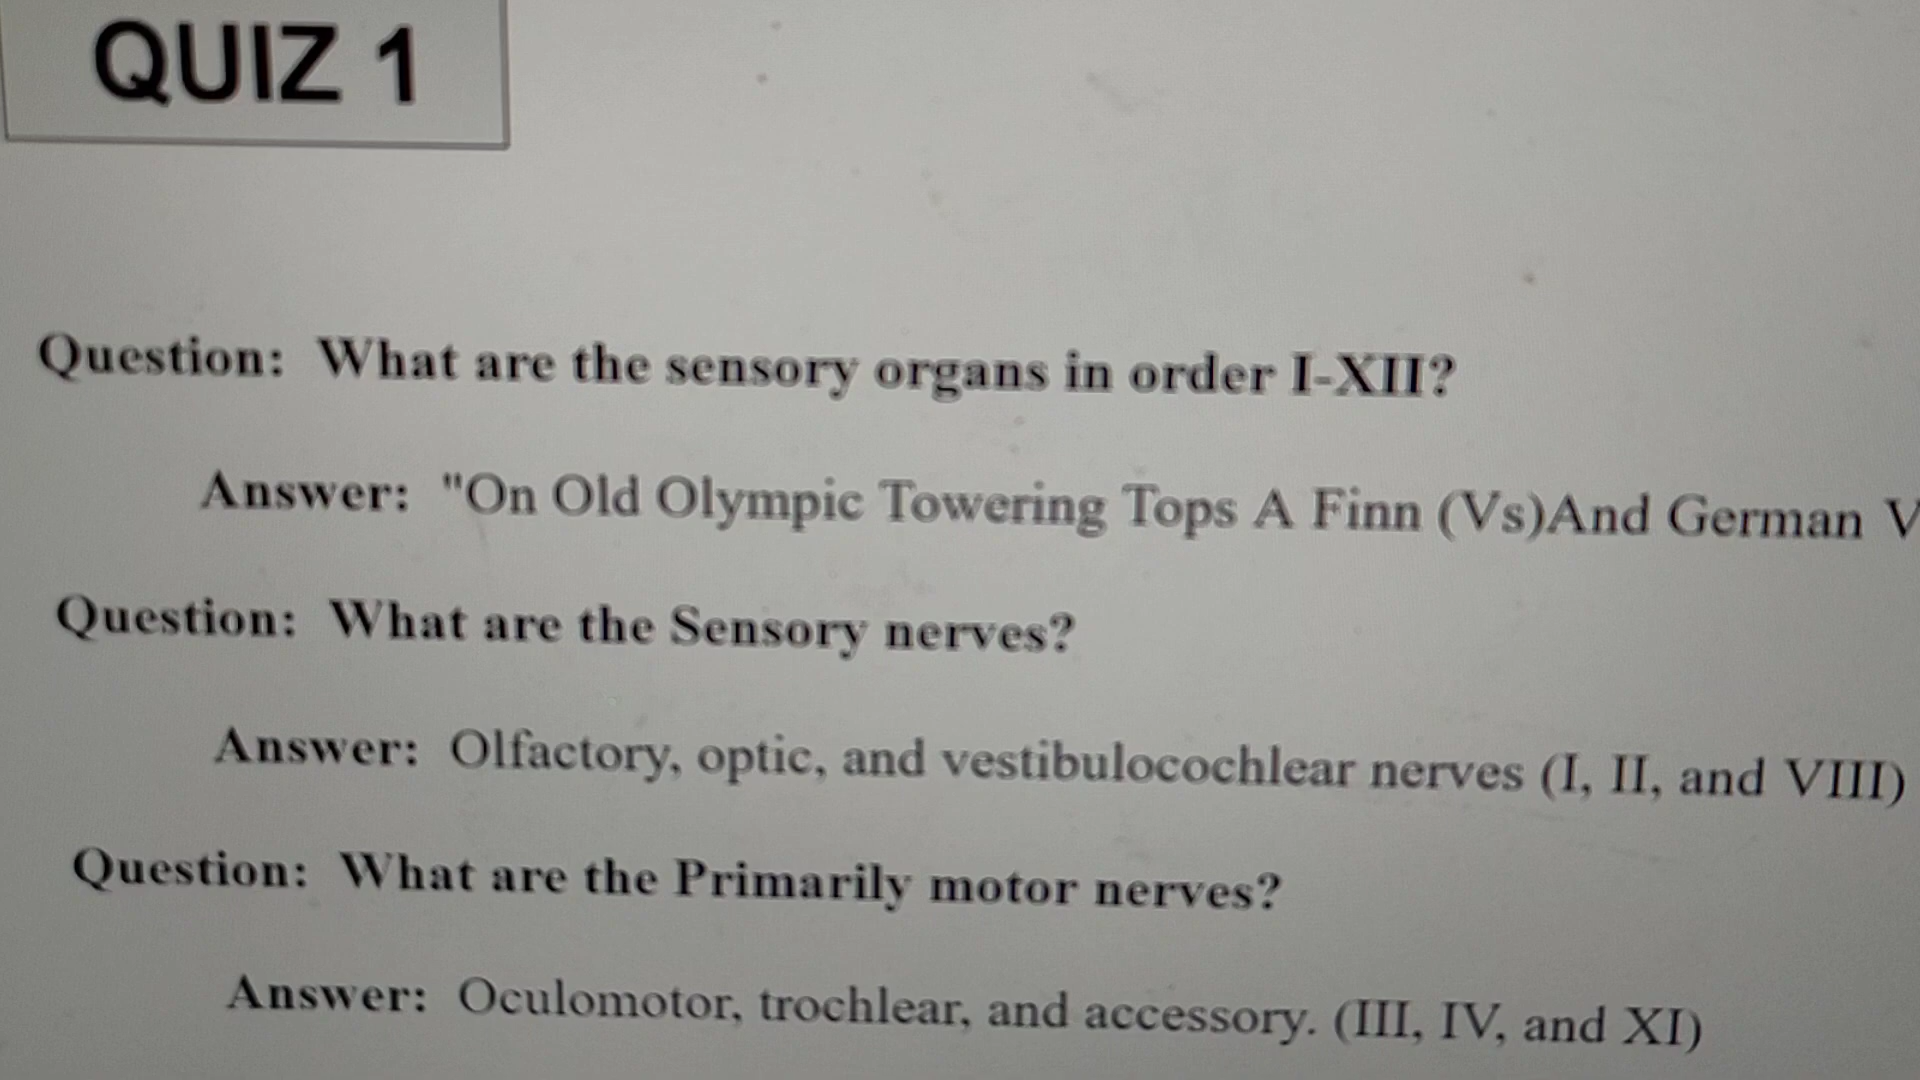 QUIZ 1
Question: What are the sensory organs in order I-XII?
Answer: "On Old Olympic Towering Tops A Finn (Vs)And German V
Question: What are the Sensory nerves?
Answer: Olfactory, optic, and vestibulocochlear nerves (I, II, and VIII)
Question: What are the Primarily motor nerves?
Answer: Oculomotor, trochlear, and accessory. (III, IV, and XI)